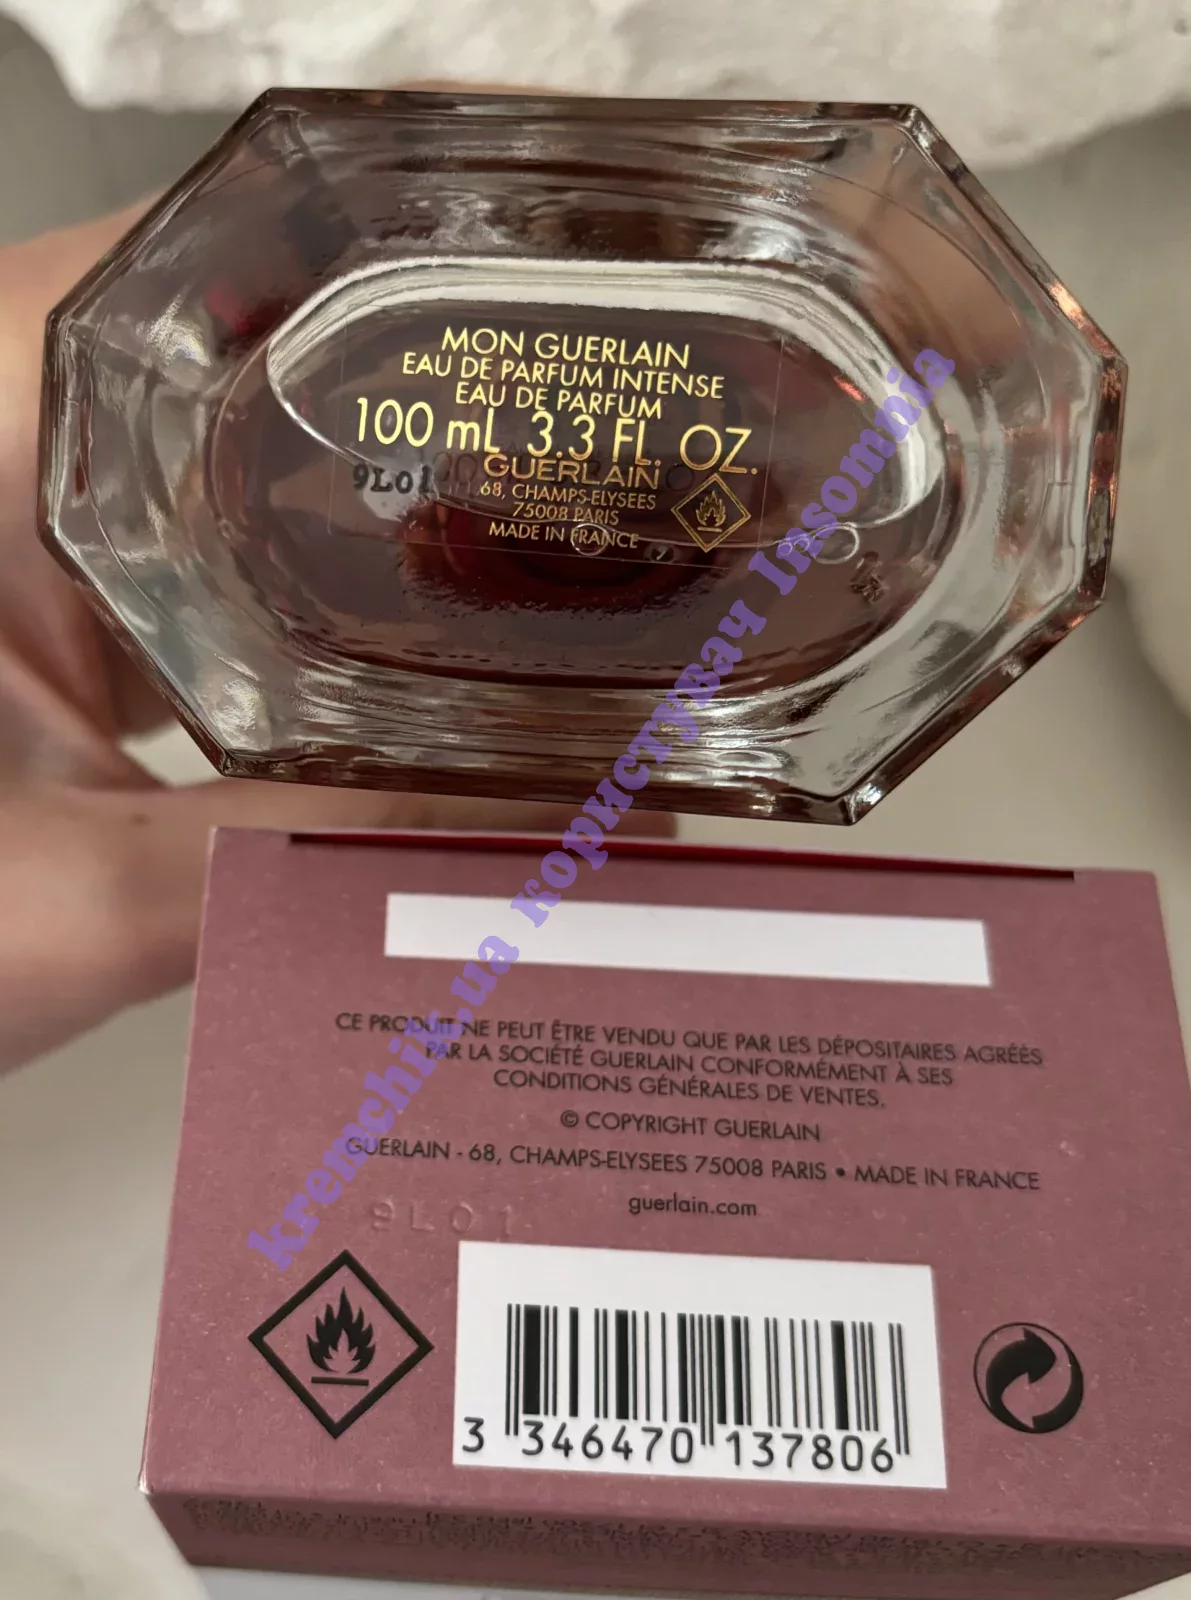 MON GUERLAIN
EAU DE PARFUM INTENSE
EAU DE PARFUM
100 mL 3.3 FL. OZ.
9L01
GUERLAIN
68, CHAMPS-ELYSEES
75008 PARIS
MADE IN FRANCE
CE PRODUIT NE PEUT ÊTRE VENDU QUE PAR LES DÉPOSITAIRES AGRÉÉS
PAR LA SOCIÉTÉ GUERLAIN CONFORMÉMENT À SES
CONDITIONS GÉNÉRALES DE VENTES.
© COPYRIGHT GUERLAIN
GUERLAIN - 68, CHAMPS-ELYSEES 75008 PARIS • MADE IN FRANCE
guerlain.com
9L01
3 346470 137806
kremchik.ua користувач Insomnia